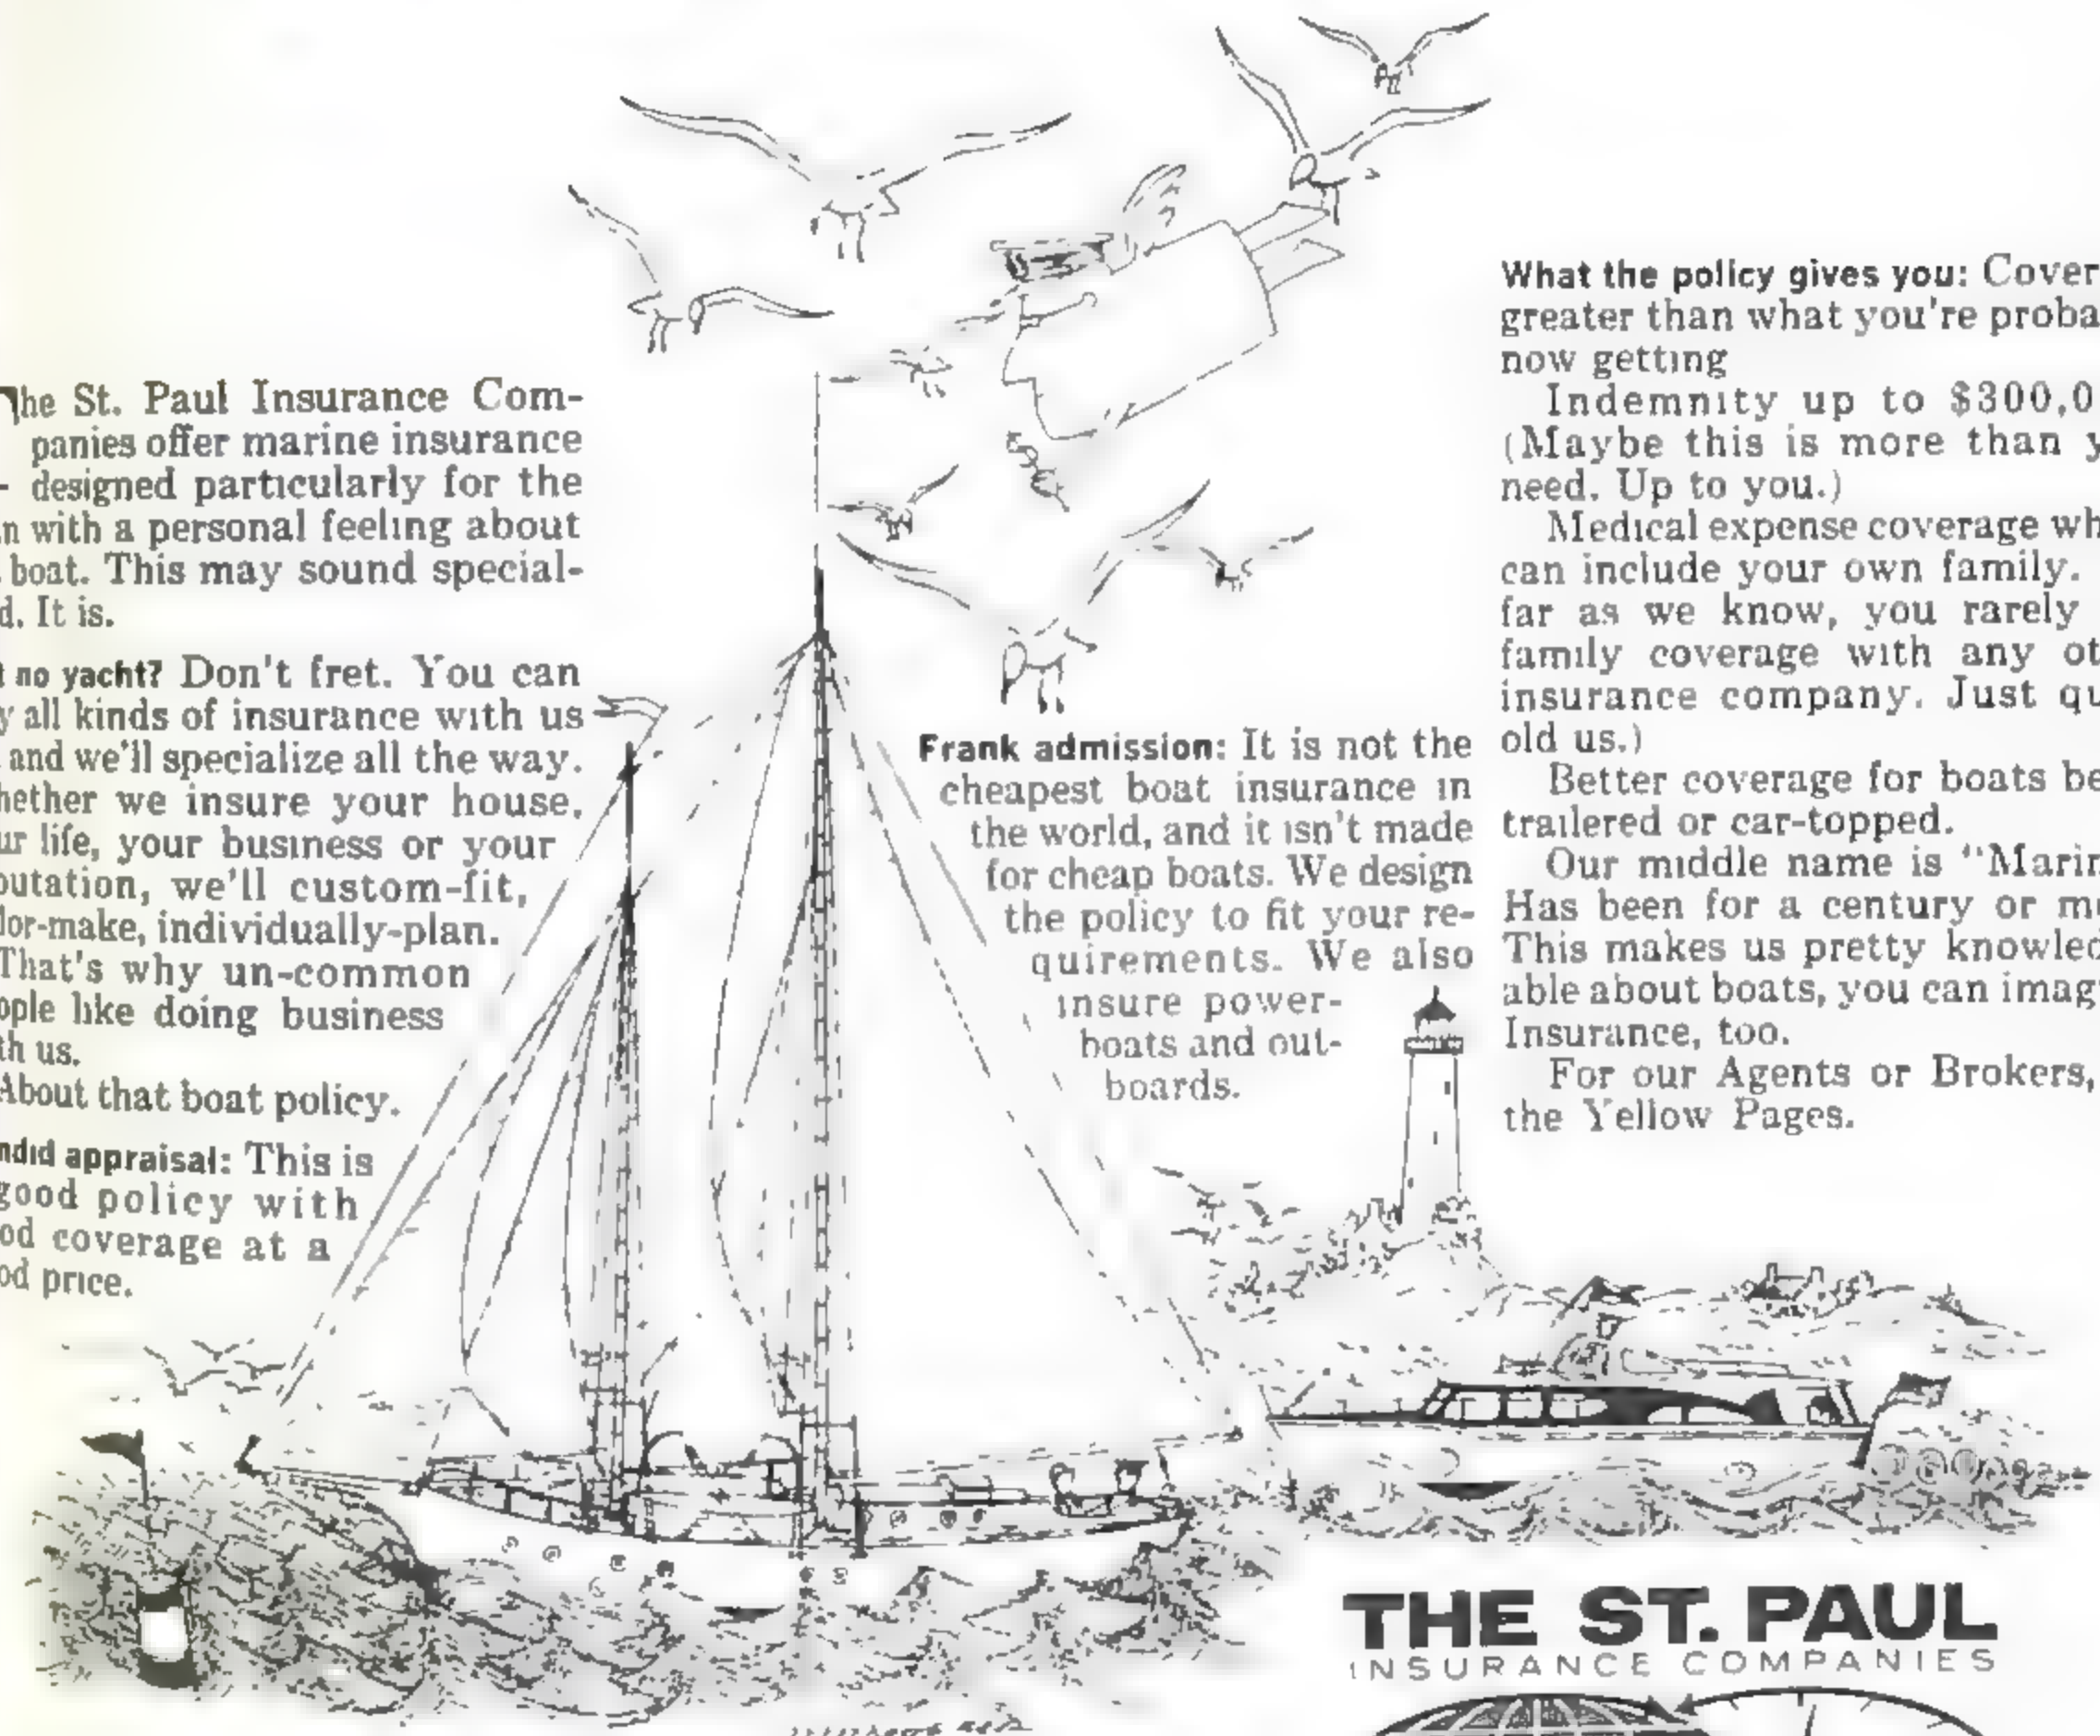 he St. Paul Insurance Com-
panies offer marine insurance
- designed particularly for the
n with a personal feeling about
boat. This may sound special-
d. It is.
t no yacht? Don't fret. You can
y all kinds of insurance with us
and we'll specialize all the way.
hether we insure your house,
ur life, your business or your
putation, we'll custom-fit,
lor-make, individually-plan.
That's why un-common
ople like doing business
th us.
About that boat policy.
ndid appraisal: This is
good policy with
od coverage at a
od price.
Frank admission: It is not the
cheapest boat insurance in
the world, and it isn't made
for cheap boats. We design
the policy to fit your re-
quirements. We also
insure power-
boats and out-
boards.
What the policy gives you: Cover
greater than what you're proba
now getting
Indemnity up to $300,0
(Maybe this is more than y
need. Up to you.)
Medical expense coverage wh
can include your own family.
far as we know, you rarely
family coverage with any ot
insurance company. Just qu
old us.)
Better coverage for boats be
trailered or car-topped.
Our middle name is "Marin
Has been for a century or m
This makes us pretty knowled
able about boats, you can imag
Insurance, too.
For our Agents or Brokers,
the Yellow Pages.
THE ST. PAUL
INSURANCE COMPANIES